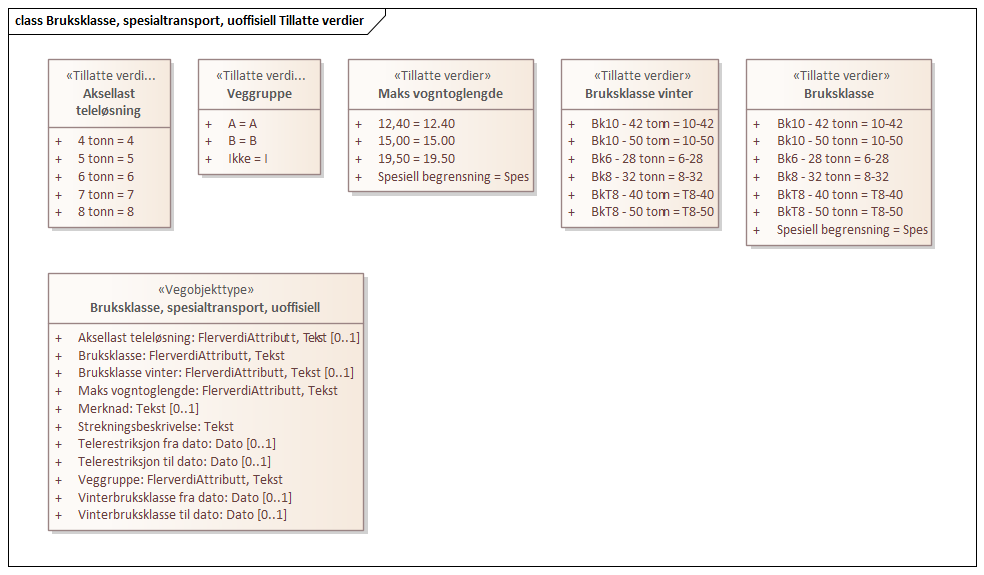 class Bruksklasse, spesialtransport, uoffisiell Tillatte verdier
«Tillatte verdi...
Aksellast
teleløsning
+ 4 tonn = 4
+ 5 tonn = 5
+ 6 tonn = 6
+ 7 tonn = 7
+ 8 tonn = 8
«Tillatte verdi...
Veggruppe
+ A = A
+ B = B
+ Ikke = I
«Tillatte verdier»
Maks vogntoglengde
+ 12,40 = 12.40
+ 15,00 = 15.00
+ 19,50 = 19.50
+ Spesiell begrensning = Spes
«Tillatte verdier»
Bruksklasse vinter
+ Bk10 - 42 tonn = 10-42
+ Bk10 - 50 tonn = 10-50
+ Bk6 - 28 tonn = 6-28
+ Bk8 - 32 tonn = 8-32
+ BkT8 - 40 tonn = T8-40
+ BkT8 - 50 tonn = T8-50
«Tillatte verdier»
Bruksklasse
+ Bk10 - 42 tonn = 10-42
+ Bk10 - 50 tonn = 10-50
+ Bk6 - 28 tonn = 6-28
+ Bk8 - 32 tonn = 8-32
+ BkT8 - 40 tonn = T8-40
+ BkT8 - 50 tonn = T8-50
+ Spesiell begrensning = Spes
«Vegobjekttype»
Bruksklasse, spesialtransport, uoffisiell
+ Aksellast teleløsning: FlerverdiAttributt, Tekst [0..1]
+ Bruksklasse: FlerverdiAttributt, Tekst
+ Bruksklasse vinter: FlerverdiAttributt, Tekst [0..1]
+ Maks vogntoglengde: FlerverdiAttributt, Tekst
+ Merknad: Tekst [0..1]
+ Strekningsbeskrivelse: Tekst
+ Telerestriksjon fra dato: Dato [0..1]
+ Telerestriksjon til dato: Dato [0..1]
+ Veggruppe: FlerverdiAttributt, Tekst
+ Vinterbruksklasse fra dato: Dato [0..1]
+ Vinterbruksklasse til dato: Dato [0..1]